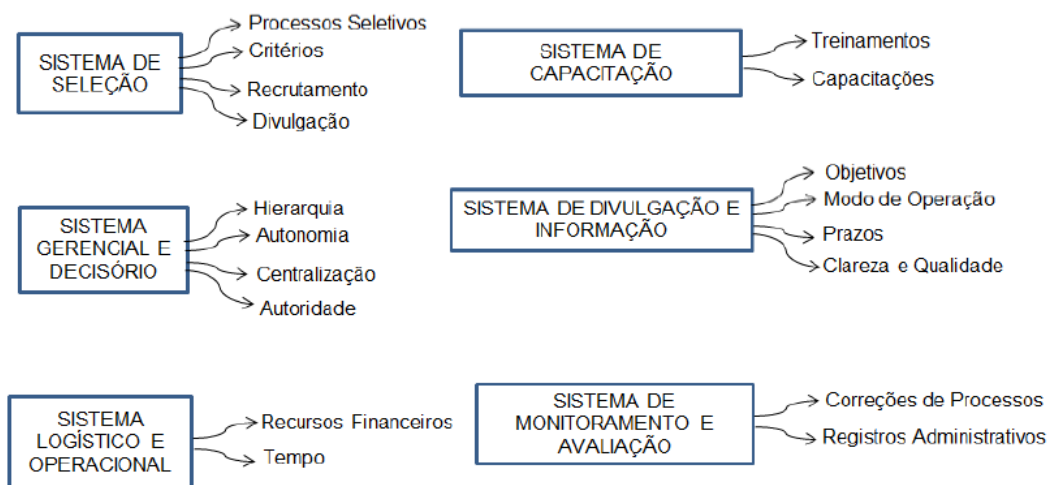 SISTEMA DE
SELEÇÃO
Processos Seletivos
Critérios
Recrutamento
Divulgação
SISTEMA DE
CAPACITAÇÃO
Treinamentos
Capacitações
SISTEMA
GERENCIAL E
DECISÓRIO
Hierarquia
Autonomia
Centralização
Autoridade
SISTEMA DE DIVULGAÇÃO E
INFORMAÇÃO
Objetivos
Modo de Operação
Prazos
Clareza e Qualidade
SISTEMA
LOGÍSTICO E
OPERACIONAL
Recursos Financeiros
Tempo
SISTEMA DE
MONITORAMENTO E
AVALIAÇÃO
Correções de Processos
Registros Administrativos